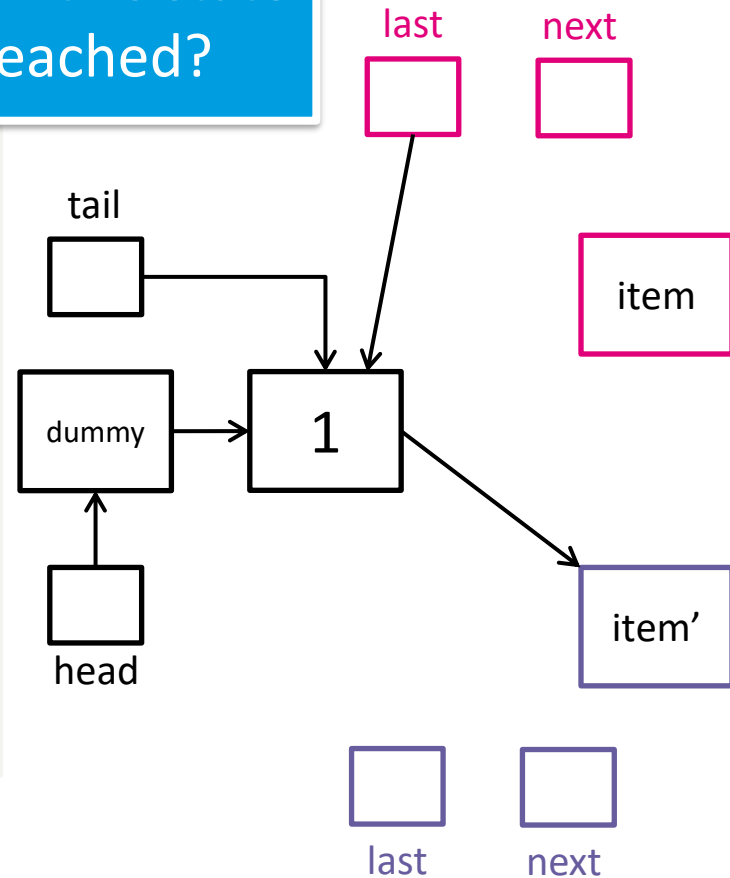 eached?
last next
tail
item
dummy 1
item’
head
last next